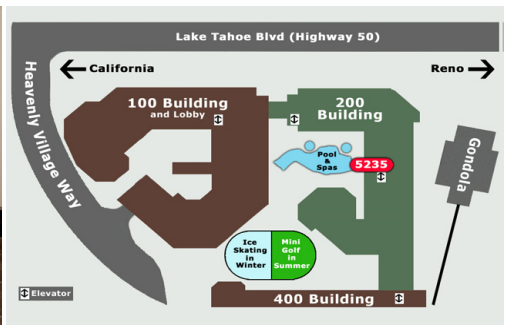 Lake Tahoe Blvd (Highway 50)
California
Reno
Heavenly Village Way
100 Building
and Lobby
200
Building
Pool
&
Spas
5235
Gondola
Ice
Skating
in
Winter
Mini
Golf
in
Summer
Elevator
400 Building